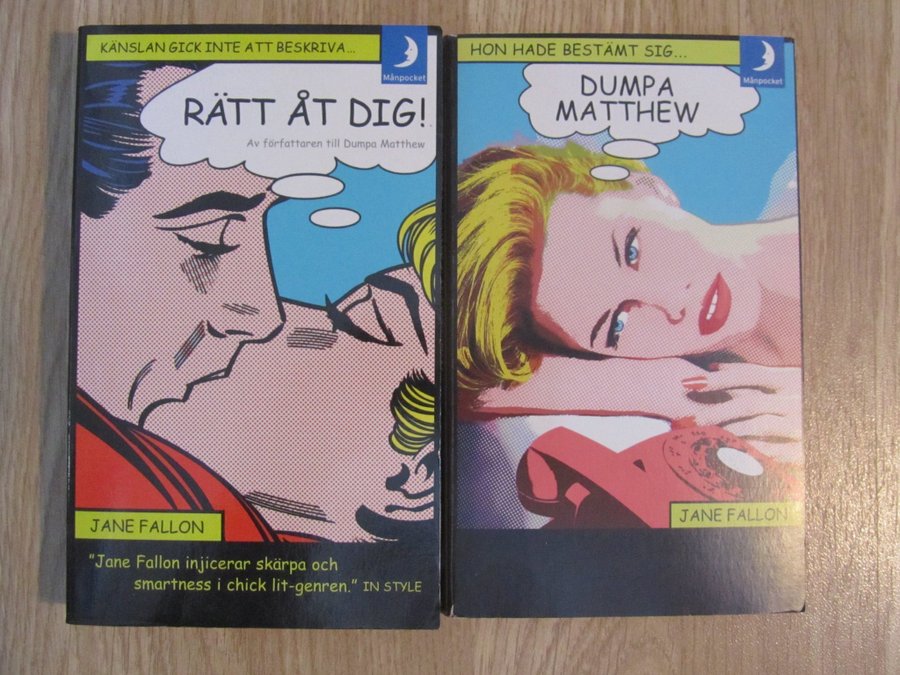 KÄNSLAN GICK INTE ATT BESKRIVA...
Månpocket
RÄTT ÅT DIG!
Av författaren till Dumpa Matthew
JANE FALLON
"Jane Fallon injicerar skärpa och
smartness i chick lit-genren." IN STYLE
HON HADE BESTÄMT SIG...
Månpocket
DUMPA
MATTHEW
JANE FALLON